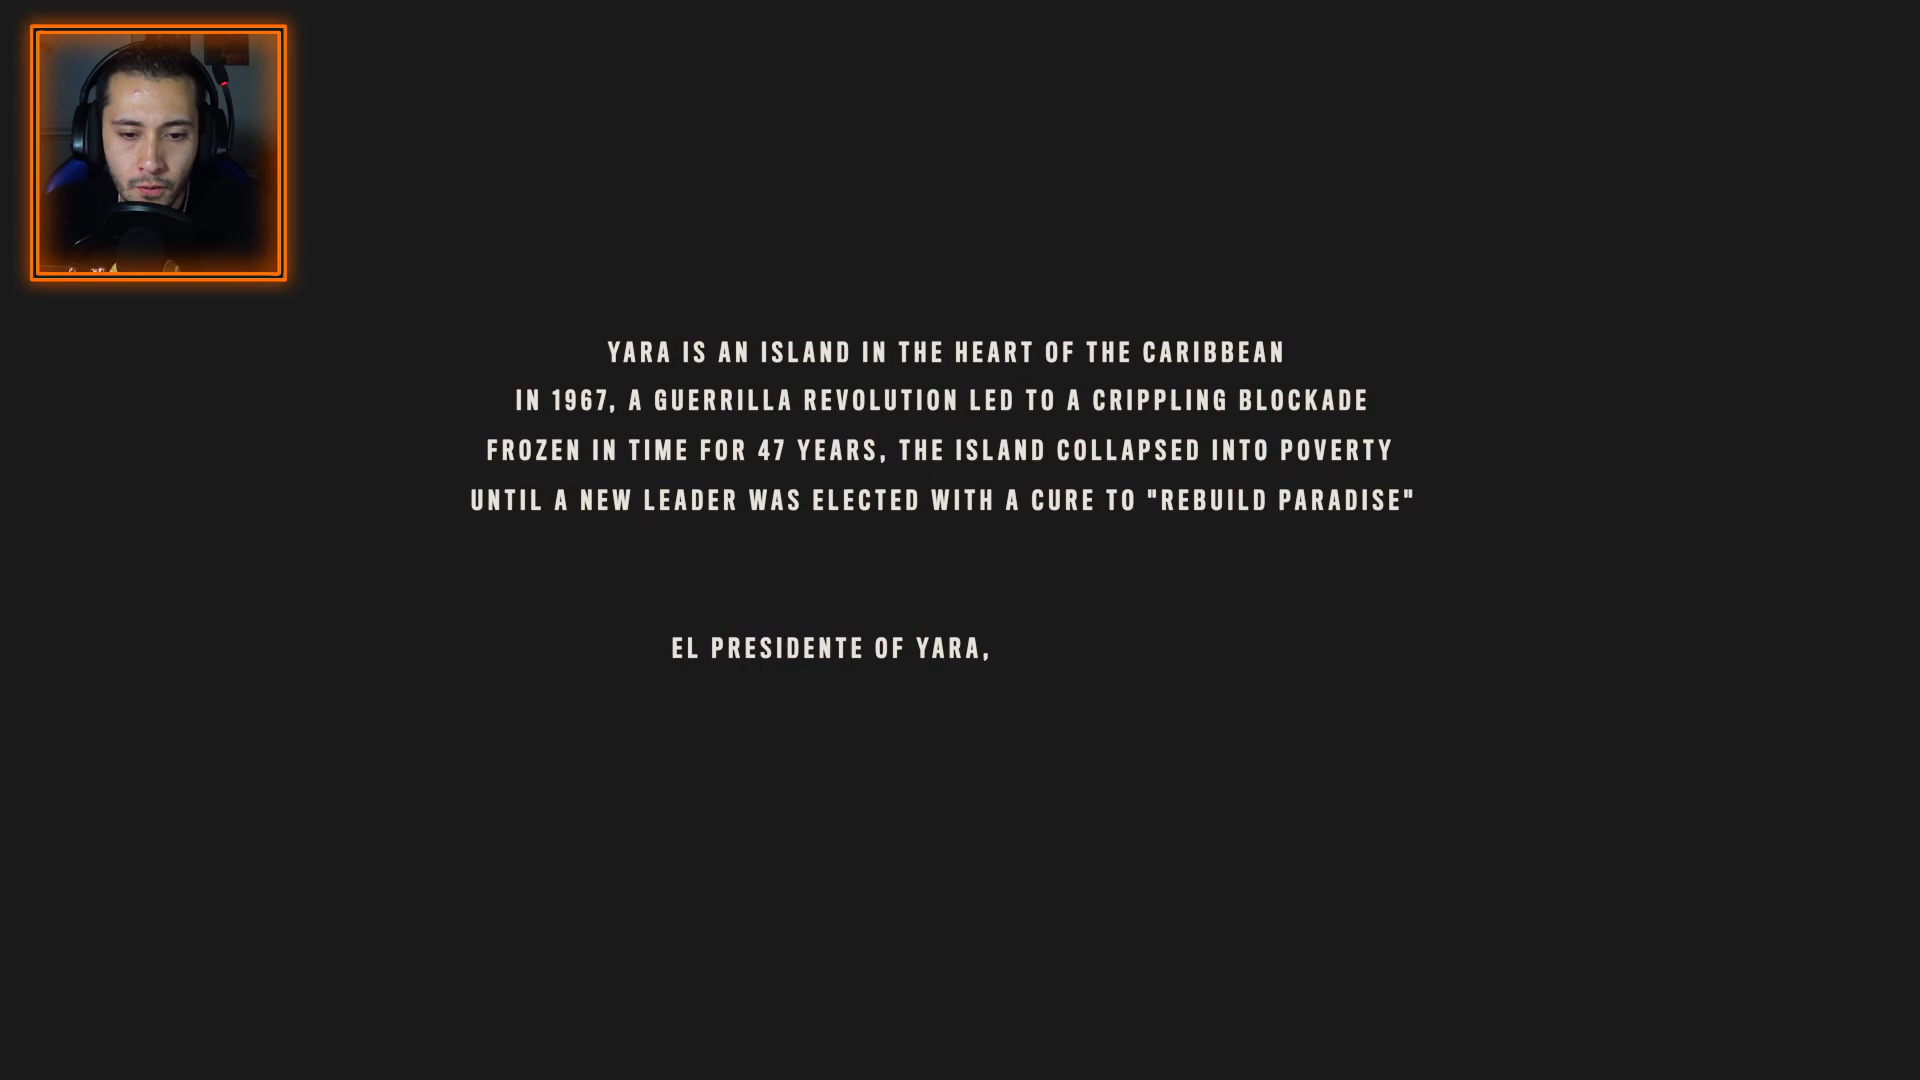 YARA IS AN ISLAND IN THE HEART OF THE CARIBBEAN
IN 1967, A GUERRILLA REVOLUTION LED TO A CRIPPLING BLOCKADE
FROZEN IN TIME FOR 47 YEARS, THE ISLAND COLLAPSED INTO POVERTY
UNTIL A NEW LEADER WAS ELECTED WITH A CURE TO "REBUILD PARADISE"
EL PRESIDENTE OF YARA,